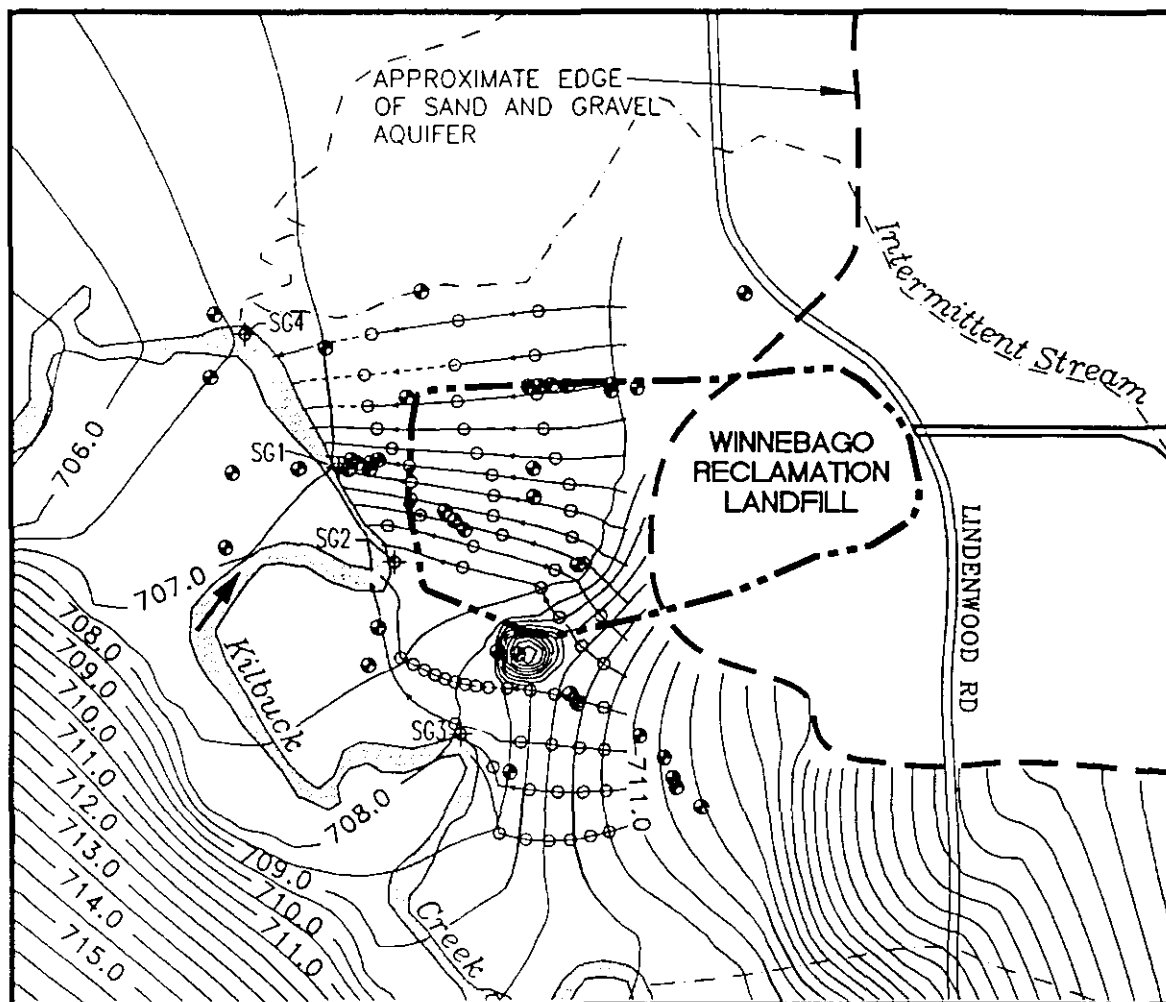 APPROXIMATE EDGE
OF SAND AND GRAVEL
AQUIFER
Intermittent Stream
SG4
706.0
SG1
WINNEBAGO
RECLAMATION
LANDFILL
LINDENWOOD RD
SG2
707.0
708.0
709.0
710.0
711.0
712.0
713.0
714.0
715.0
Kilbuck
SG3
708.0
711.0
709.0
710.0
711.0
Creek